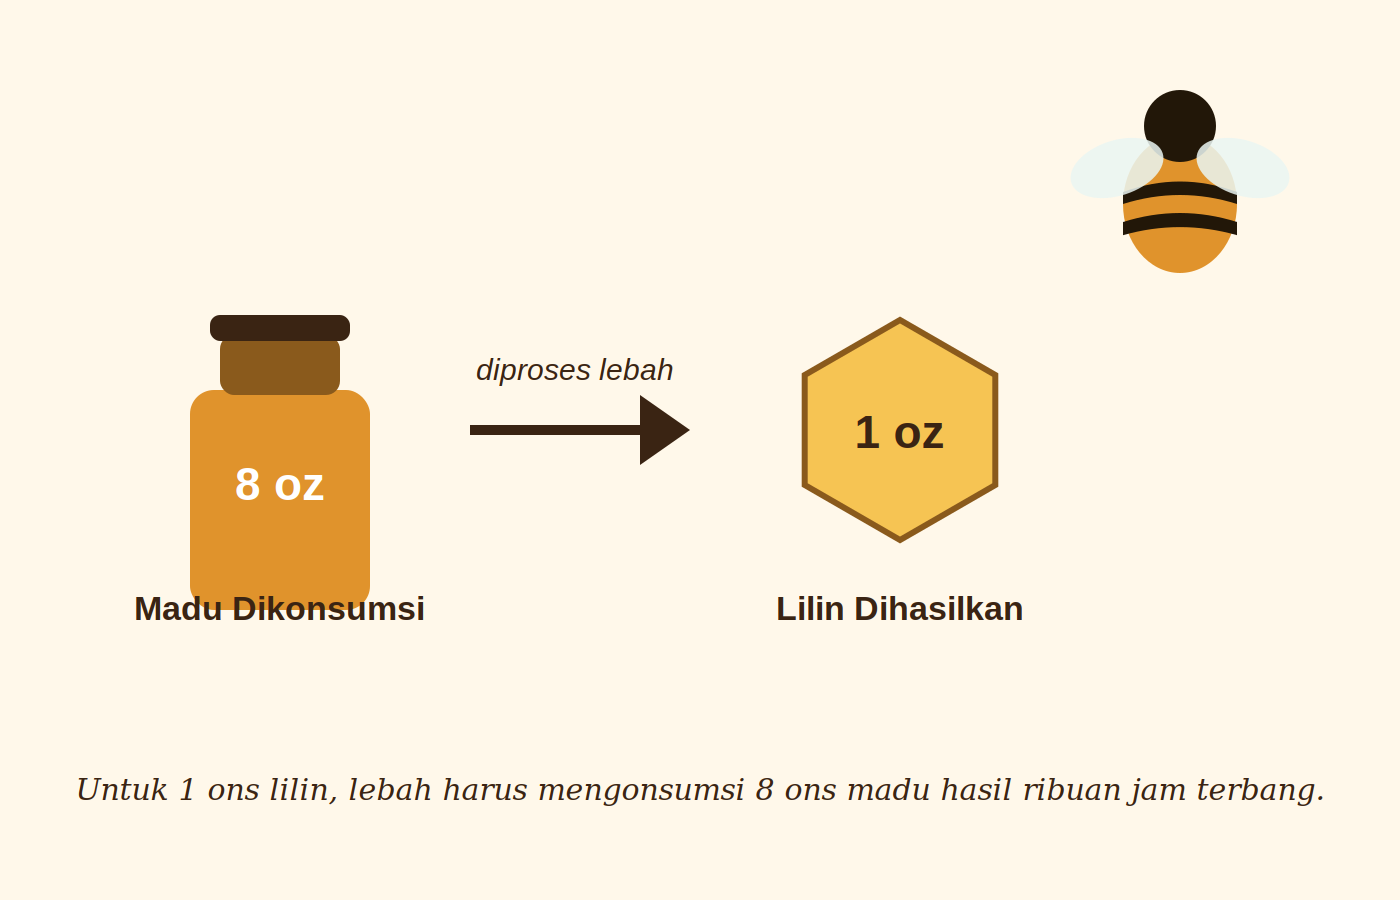 diproses lebah
8 oz
1 oz
Madu Dikonsumsi
Lilin Dihasilkan
Untuk 1 ons lilin, lebah harus mengonsumsi 8 ons madu hasil ribuan jam terbang.